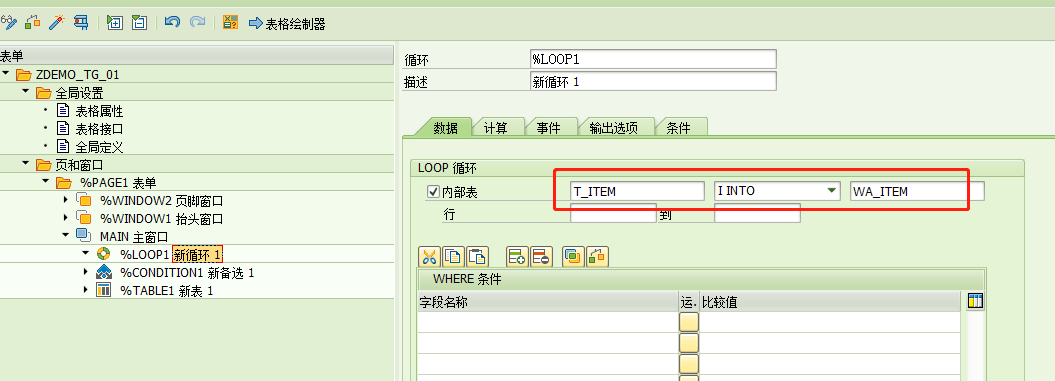 表格绘制器
表单
ZDEMO_TG_01
全局设置
表格属性
表格接口
全局定义
页和窗口
%PAGE1 表单
%WINDOW2 页脚窗口
%WINDOW1 抬头窗口
MAIN 主窗口
%LOOP1 新循环 1
%CONDITION1 新备选 1
%TABLE1 新表 1
循环 %LOOP1
描述 新循环 1
数据 计算 事件 输出选项 条件
LOOP 循环
内部表 T_ITEM I INTO WA_ITEM
行 到
WHERE 条件
字段名称 运. 比较值